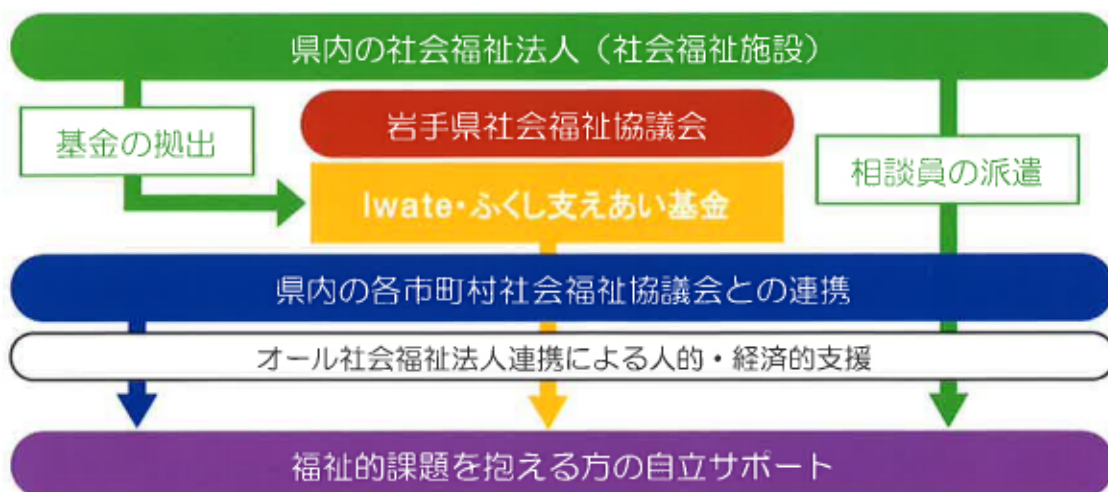 県内の社会福祉法人（社会福祉施設）
岩手県社会福祉協議会
基金の拠出
相談員の派遣
Iwate・ふくし支えあい基金
県内の各市町村社会福祉協議会との連携
オール社会福祉法人連携による人的・経済的支援
福祉的課題を抱える方の自立サポート